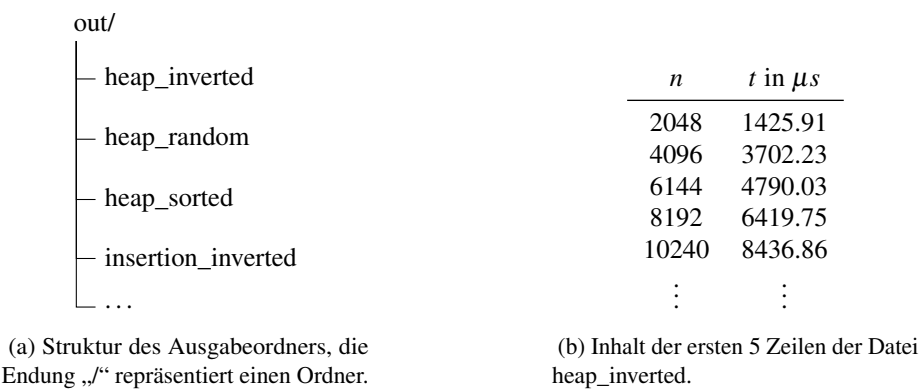 out/
heap_inverted
heap_random
heap_sorted
insertion_inverted
...
(a) Struktur des Ausgabeordners, die
Endung „/“ repräsentiert einen Ordner.
n t in μs
2048 1425.91
4096 3702.23
6144 4790.03
8192 6419.75
10240 8436.86
⋮ ⋮
(b) Inhalt der ersten 5 Zeilen der Datei
heap_inverted.